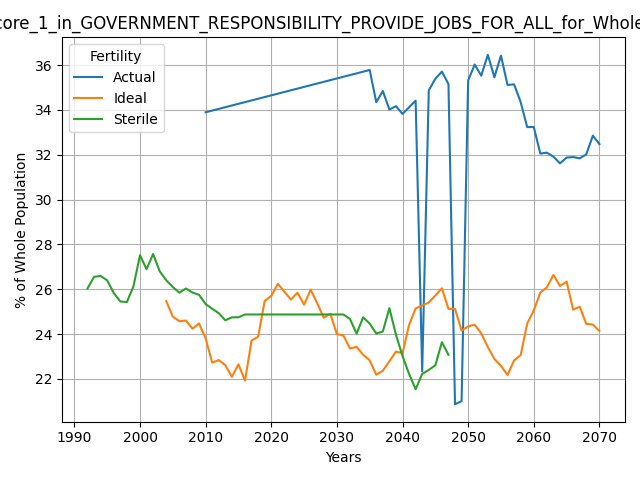 core_1_in_GOVERNMENT_RESPONSIBILITY_PROVIDE_JOBS_FOR_ALL_for_Whole
Fertility
Actual
Ideal
Sterile
% of Whole Population
36
34
32
30
28
26
24
22
1990 2000 2010 2020 2030 2040 2050 2060 2070
Years